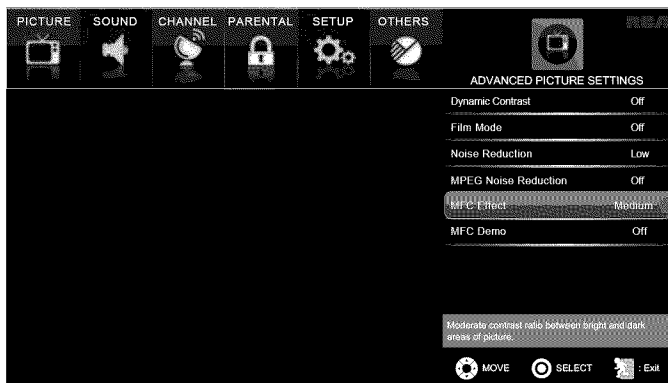 PICTURE SOUND CHANNEL PARENTAL SETUP OTHERS
RCA
ADVANCED PICTURE SETTINGS
Dynamic Contrast Off
Film Mode Off
Noise Reduction Low
MPEG Noise Reduction Off
MFC Effect Medium
MFC Demo Off
Moderate contrast ratio between bright and dark
areas of picture.
MOVE SELECT : Exit